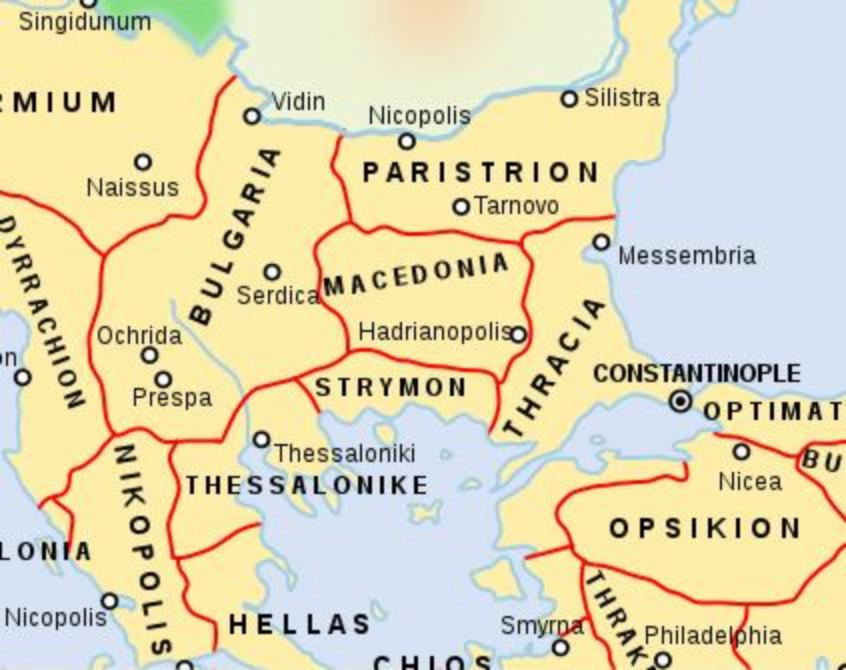 Singidunum
RMIUM
Vidin
Silistra
Nicopolis
Naissus
PARISTRION
Tarnovo
DYRRACHION
BULGARIA
Messembria
MACEDONIA
Serdica
Ochrida
Hadrianopolis
THRACIA
on
Prespa
STRYMON
CONSTANTINOPLE
OPTIMAT
Thessaloniki
NIKOPOLIS
THESSALONIKE
Nicea
BU
OPSIKION
LONIA
Nicopolis
HELLAS
Smyrna
THRAK
Philadelphia
CHIOS